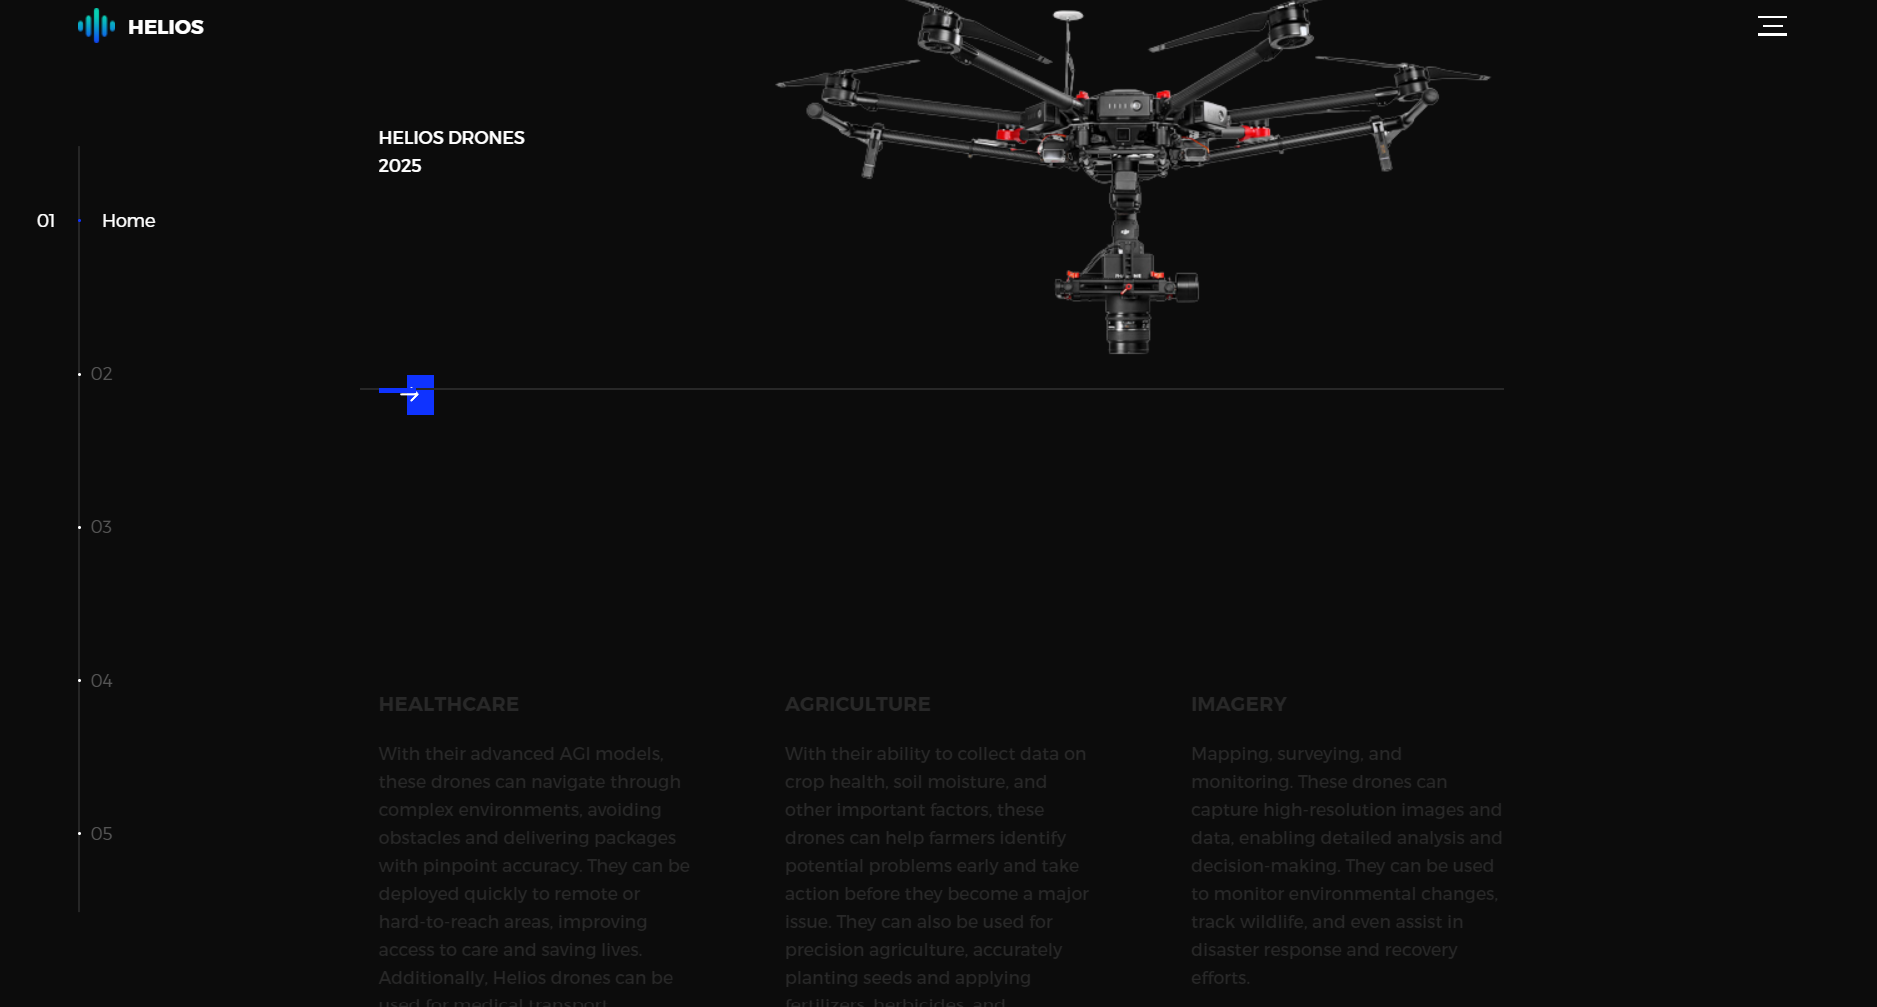 HELIOS
HELIOS DRONES
2025
01 Home
02
03
04
05
HEALTHCARE
With their advanced AGI models,
these drones can navigate through
complex environments, avoiding
obstacles and delivering packages
with pinpoint accuracy. They can be
deployed quickly to remote or
hard-to-reach areas, improving
access to care and saving lives.
Additionally, Helios drones can be
used for medical transport
AGRICULTURE
With their ability to collect data on
crop health, soil moisture, and
other important factors, these
drones can help farmers identify
potential problems early and take
action before they become a major
issue. They can also be used for
precision agriculture, accurately
planting seeds and applying
fertilizers, herbicides, and
IMAGERY
Mapping, surveying, and
monitoring. These drones can
capture high-resolution images and
data, enabling detailed analysis and
decision-making. They can be used
to monitor environmental changes,
track wildlife, and even assist in
disaster response and recovery
efforts.